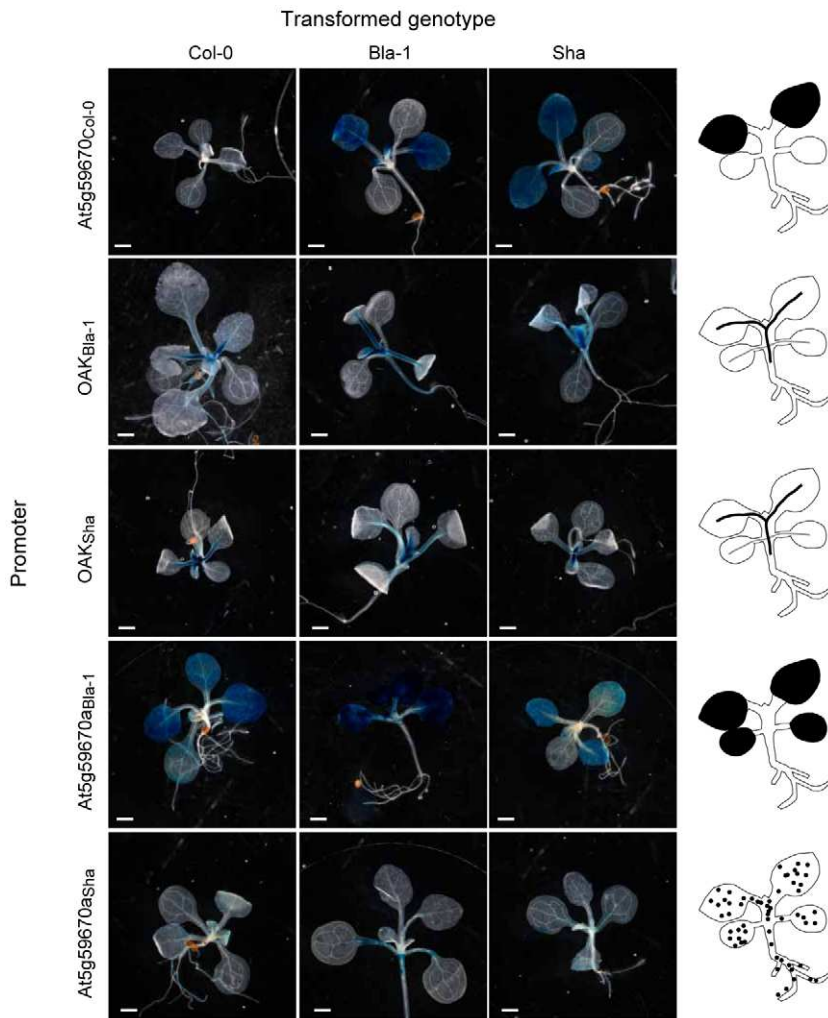 Transformed genotype
Col-0 Bla-1 Sha
Promoter
At5g59670Col-0
OAKBla-1
OAKSha
At5g59670aBla-1
At5g59670aSha